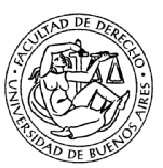 · FACULTAD DE DERECHO ·
UNIVERSIDAD DE BUENOS AIRES